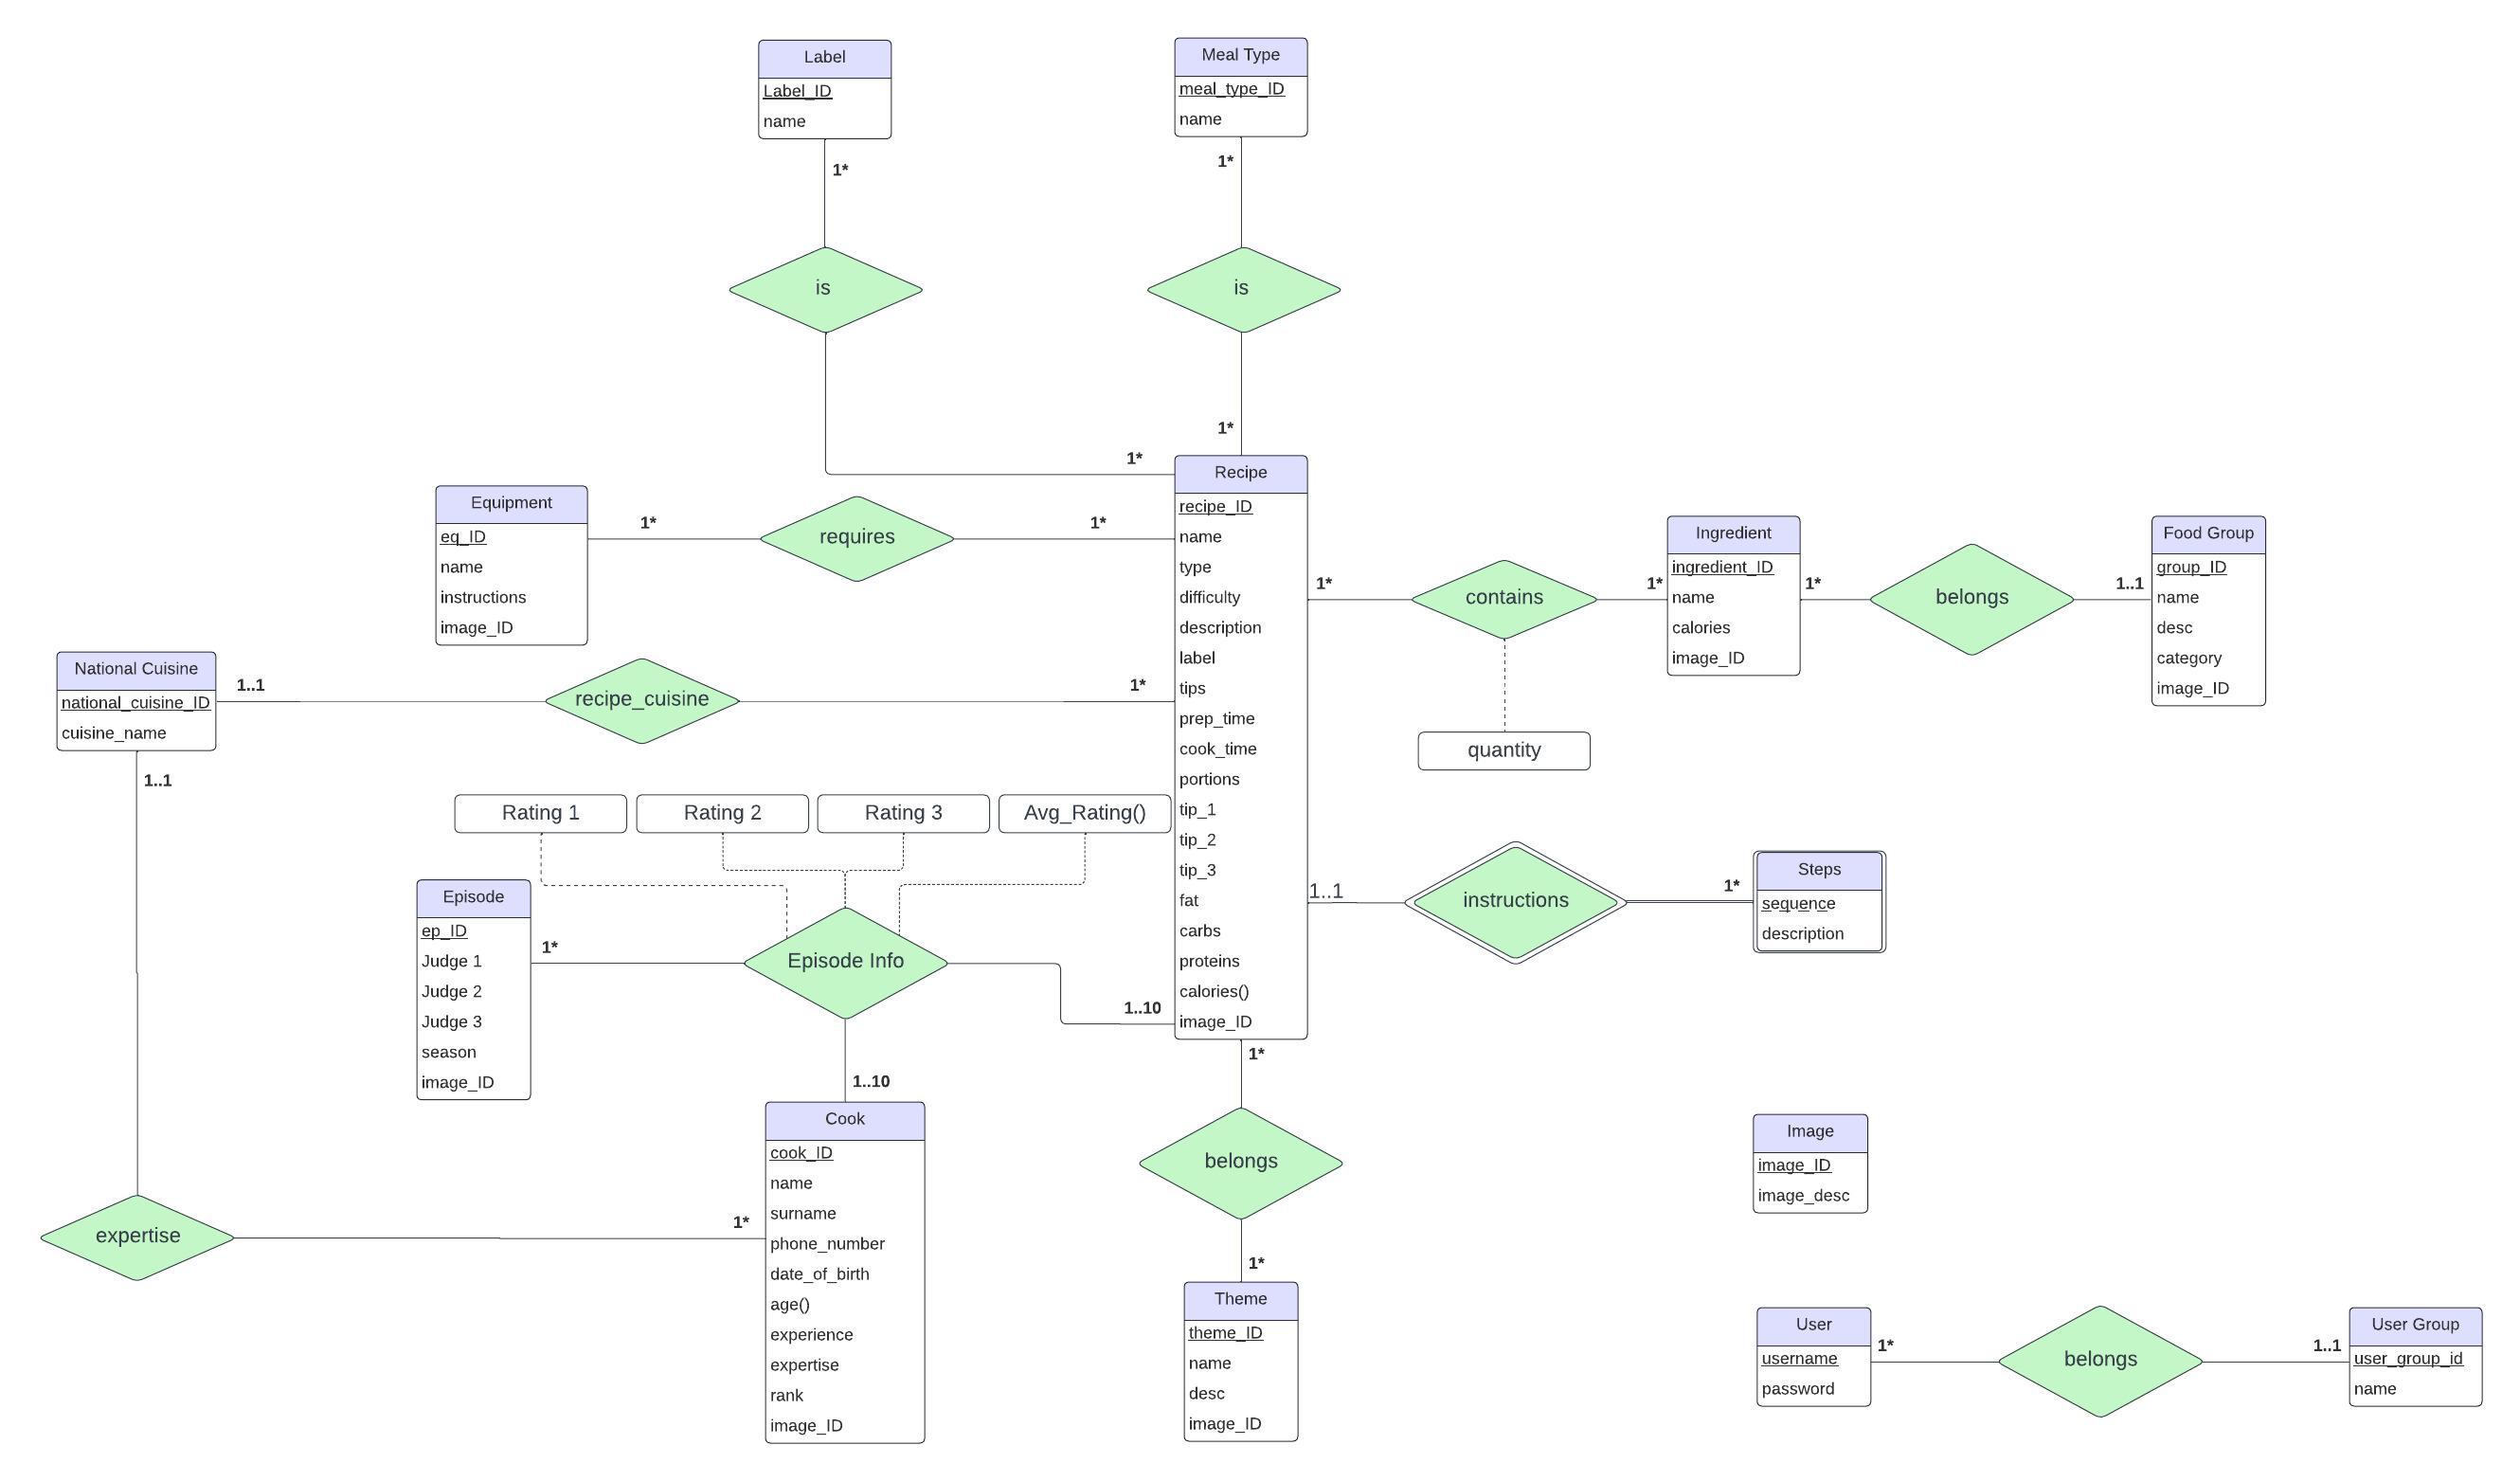 Label
Label_ID
name
1*
is
1*
Meal Type
meal_type_ID
name
1*
is
1*
Equipment
eq_ID
name
instructions
image_ID
1*
requires
1*
Recipe
recipe_ID
name
type
difficulty
description
label
tips
prep_time
cook_time
portions
tip_1
tip_2
tip_3
fat
carbs
proteins
calories()
image_ID
1*
contains
1*
quantity
Ingredient
ingredient_ID
name
calories
image_ID
1*
belongs
1..1
Food Group
group_ID
name
desc
category
image_ID
National Cuisine
national_cuisine_ID
cuisine_name
1..1
recipe_cuisine
1*
1..1
Rating 1
Rating 2
Rating 3
Avg_Rating()
Episode
ep_ID
Judge 1
Judge 2
Judge 3
season
image_ID
1*
Episode Info
1..10
1..10
1..1
instructions
1*
Steps
sequence
description
Cook
cook_ID
name
surname
phone_number
date_of_birth
age()
experience
expertise
rank
image_ID
expertise
1*
1*
belongs
1*
Theme
theme_ID
name
desc
image_ID
Image
image_ID
image_desc
User
username
password
1*
belongs
1..1
User Group
user_group_id
name